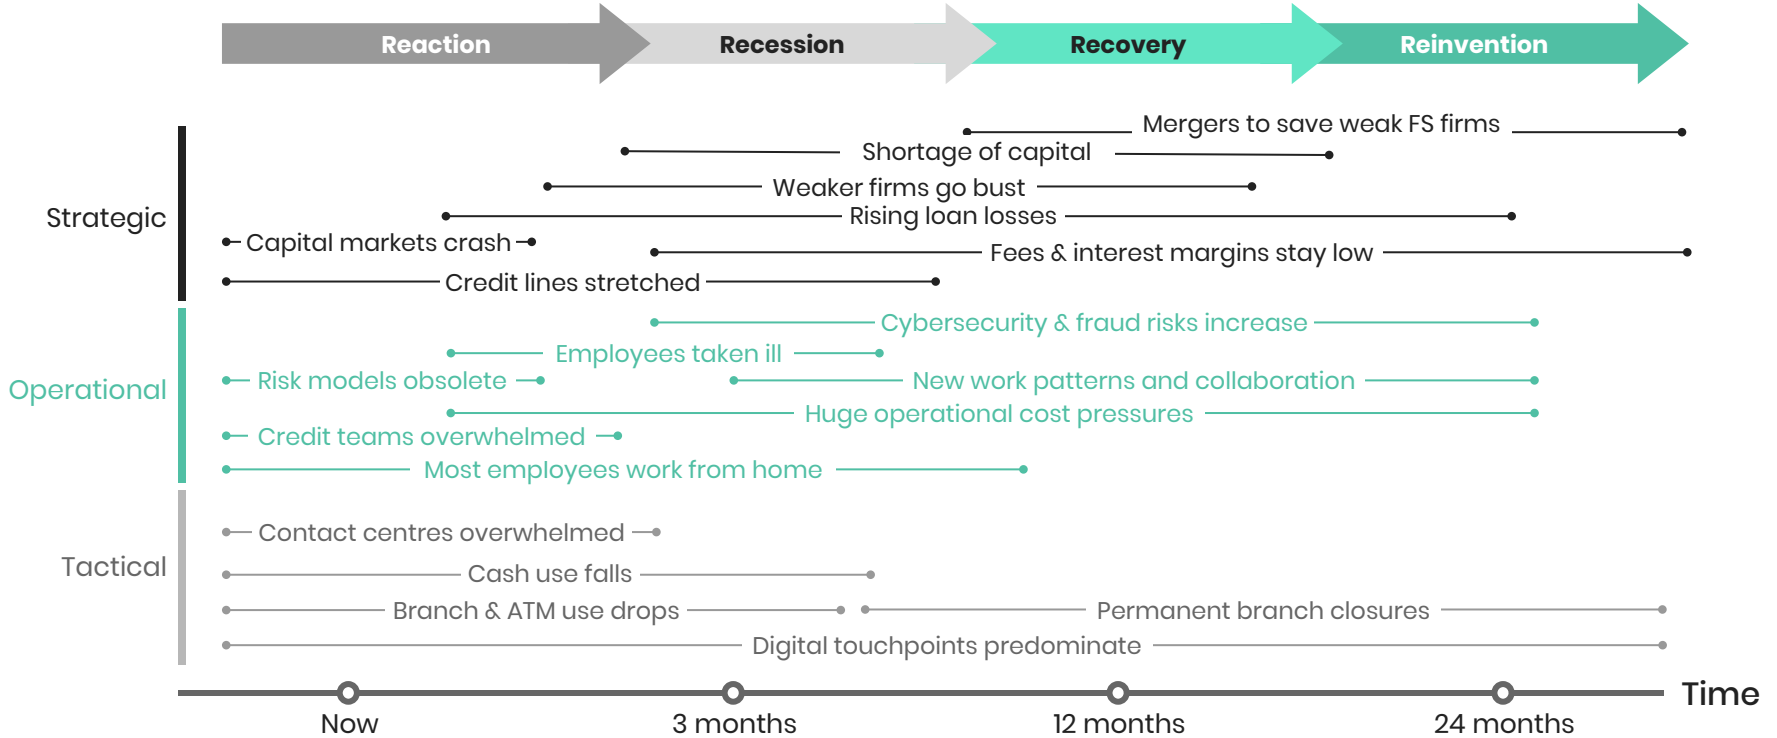 Reaction
Recession
Recovery
Reinvention
Strategic
Mergers to save weak FS firms
Shortage of capital
Weaker firms go bust
Rising loan losses
Capital markets crash
Fees & interest margins stay low
Credit lines stretched
Operational
Cybersecurity & fraud risks increase
Employees taken ill
Risk models obsolete
New work patterns and collaboration
Huge operational cost pressures
Credit teams overwhelmed
Most employees work from home
Tactical
Contact centres overwhelmed
Cash use falls
Branch & ATM use drops
Permanent branch closures
Digital touchpoints predominate
Time
Now
3 months
12 months
24 months